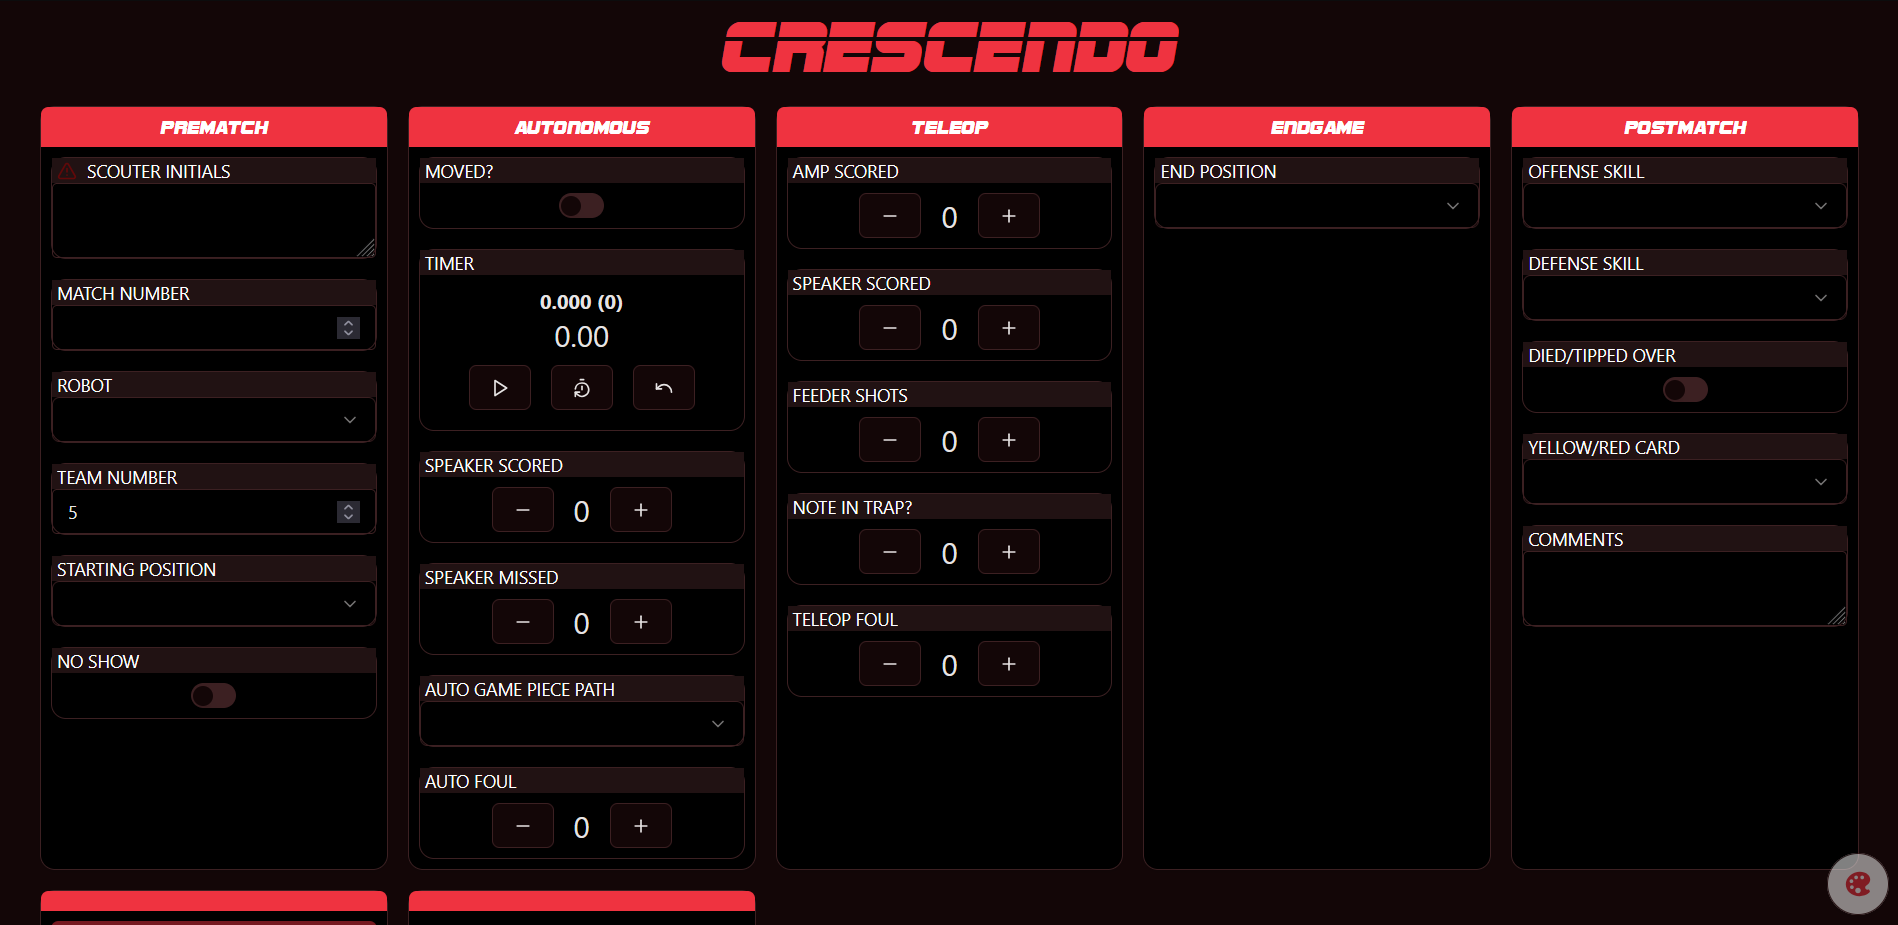 CRESCENDO
PREMATCH
SCOUTER INITIALS
MATCH NUMBER
ROBOT
TEAM NUMBER
5
STARTING POSITION
NO SHOW
AUTONOMOUS
MOVED?
TIMER
0.000 (0)
0.00
SPEAKER SCORED
− 0 +
SPEAKER MISSED
− 0 +
AUTO GAME PIECE PATH
AUTO FOUL
− 0 +
TELEOP
AMP SCORED
− 0 +
SPEAKER SCORED
− 0 +
FEEDER SHOTS
− 0 +
NOTE IN TRAP?
− 0 +
TELEOP FOUL
− 0 +
ENDGAME
END POSITION
POSTMATCH
OFFENSE SKILL
DEFENSE SKILL
DIED/TIPPED OVER
YELLOW/RED CARD
COMMENTS